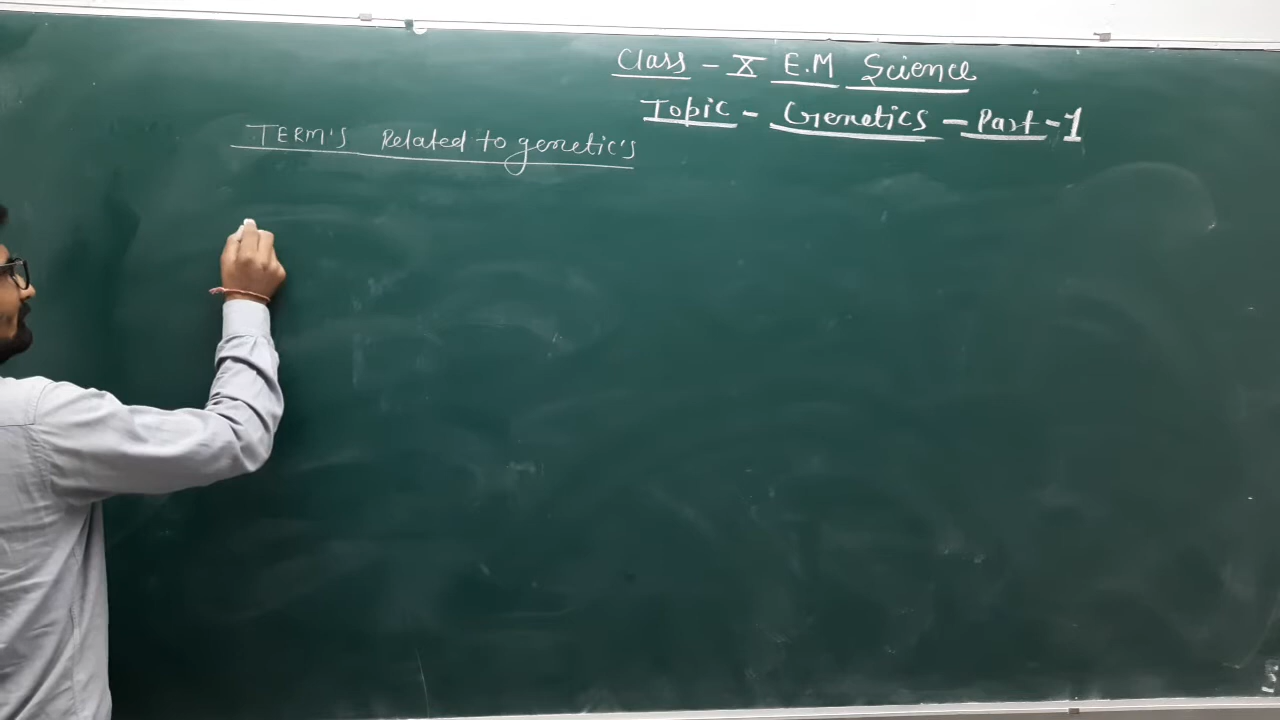 Class - X E.M Science
Topic - Genetics - Part-1
TERM'S Related to genetic's